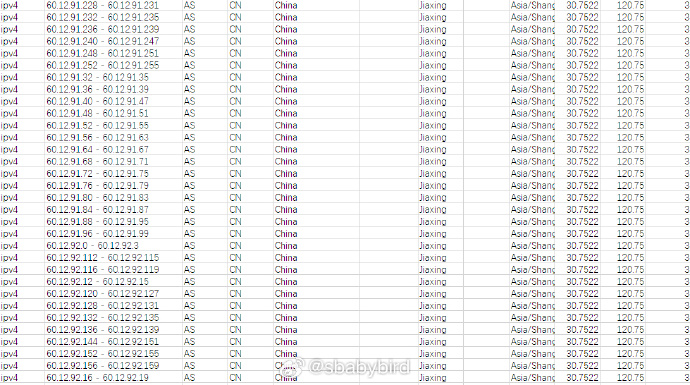 ipv4 60.12.91.228 - 60.12.91.231 AS CN China Jiaxing Asia/Shang 30.7522 120.75 3
ipv4 60.12.91.232 - 60.12.91.235 AS CN China Jiaxing Asia/Shang 30.7522 120.75 3
ipv4 60.12.91.236 - 60.12.91.239 AS CN China Jiaxing Asia/Shang 30.7522 120.75 3
ipv4 60.12.91.240 - 60.12.91.247 AS CN China Jiaxing Asia/Shang 30.7522 120.75 3
ipv4 60.12.91.248 - 60.12.91.251 AS CN China Jiaxing Asia/Shang 30.7522 120.75 3
ipv4 60.12.91.252 - 60.12.91.255 AS CN China Jiaxing Asia/Shang 30.7522 120.75 3
ipv4 60.12.91.32 - 60.12.91.35 AS CN China Jiaxing Asia/Shang 30.7522 120.75 3
ipv4 60.12.91.36 - 60.12.91.39 AS CN China Jiaxing Asia/Shang 30.7522 120.75 3
ipv4 60.12.91.40 - 60.12.91.47 AS CN China Jiaxing Asia/Shang 30.7522 120.75 3
ipv4 60.12.91.48 - 60.12.91.51 AS CN China Jiaxing Asia/Shang 30.7522 120.75 3
ipv4 60.12.91.52 - 60.12.91.55 AS CN China Jiaxing Asia/Shang 30.7522 120.75 3
ipv4 60.12.91.56 - 60.12.91.63 AS CN China Jiaxing Asia/Shang 30.7522 120.75 3
ipv4 60.12.91.64 - 60.12.91.67 AS CN China Jiaxing Asia/Shang 30.7522 120.75 3
ipv4 60.12.91.68 - 60.12.91.71 AS CN China Jiaxing Asia/Shang 30.7522 120.75 3
ipv4 60.12.91.72 - 60.12.91.75 AS CN China Jiaxing Asia/Shang 30.7522 120.75 3
ipv4 60.12.91.76 - 60.12.91.79 AS CN China Jiaxing Asia/Shang 30.7522 120.75 3
ipv4 60.12.91.80 - 60.12.91.83 AS CN China Jiaxing Asia/Shang 30.7522 120.75 3
ipv4 60.12.91.84 - 60.12.91.87 AS CN China Jiaxing Asia/Shang 30.7522 120.75 3
ipv4 60.12.91.88 - 60.12.91.95 AS CN China Jiaxing Asia/Shang 30.7522 120.75 3
ipv4 60.12.91.96 - 60.12.91.99 AS CN China Jiaxing Asia/Shang 30.7522 120.75 3
ipv4 60.12.92.0 - 60.12.92.3 AS CN China Jiaxing Asia/Shang 30.7522 120.75 3
ipv4 60.12.92.112 - 60.12.92.115 AS CN China Jiaxing Asia/Shang 30.7522 120.75 3
ipv4 60.12.92.116 - 60.12.92.119 AS CN China Jiaxing Asia/Shang 30.7522 120.75 3
ipv4 60.12.92.12 - 60.12.92.15 AS CN China Jiaxing Asia/Shang 30.7522 120.75 3
ipv4 60.12.92.120 - 60.12.92.127 AS CN China Jiaxing Asia/Shang 30.7522 120.75 3
ipv4 60.12.92.128 - 60.12.92.131 AS CN China Jiaxing Asia/Shang 30.7522 120.75 3
ipv4 60.12.92.132 - 60.12.92.135 AS CN China Jiaxing Asia/Shang 30.7522 120.75 3
ipv4 60.12.92.136 - 60.12.92.139 AS CN China Jiaxing Asia/Shang 30.7522 120.75 3
ipv4 60.12.92.144 - 60.12.92.151 AS CN China Jiaxing Asia/Shang 30.7522 120.75 3
ipv4 60.12.92.152 - 60.12.92.155 AS CN China Jiaxing Asia/Shang 30.7522 120.75 3
ipv4 60.12.92.156 - 60.12.92.159 AS CN China Jiaxing Asia/Shang 30.7522 120.75 3
ipv4 60.12.92.16 - 60.12.92.19 AS CN China Jiaxing Asia/Shang 30.7522 120.75 3
@sbabybird